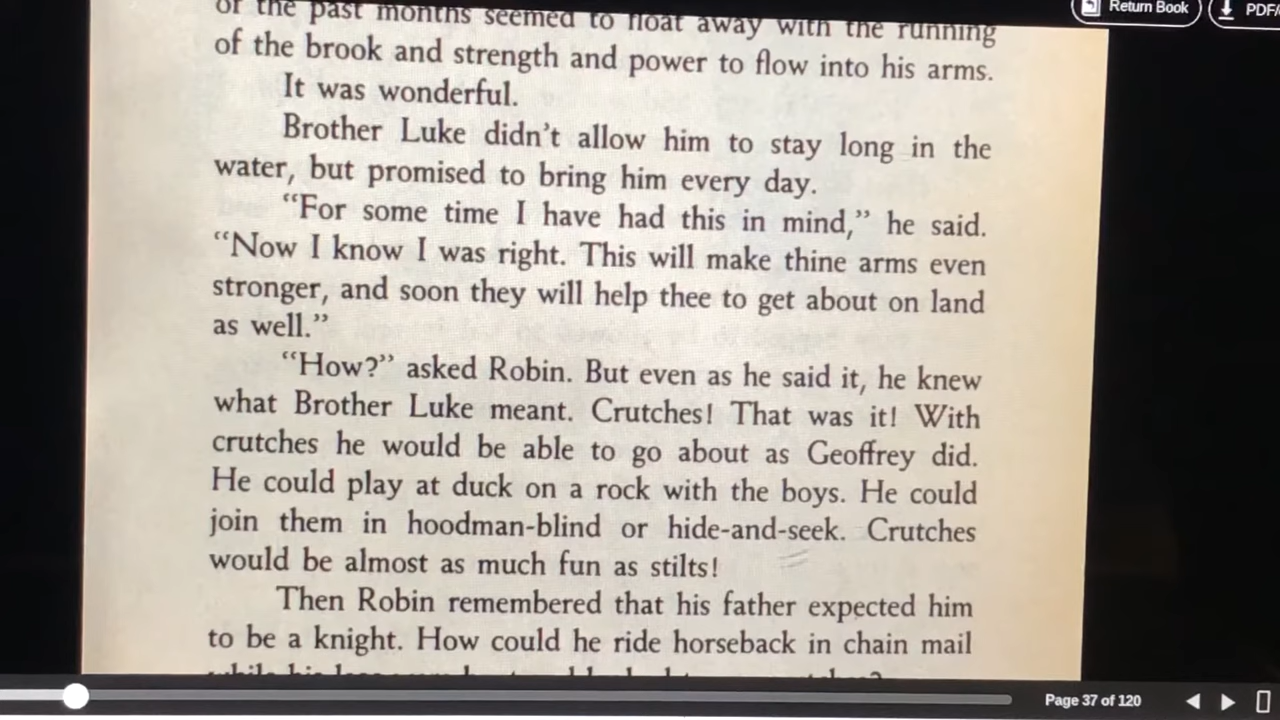 of the past months seemed to float away with the running
of the brook and strength and power to flow into his arms.
It was wonderful.
Brother Luke didn’t allow him to stay long in the
water, but promised to bring him every day.
“For some time I have had this in mind,” he said.
“Now I know I was right. This will make thine arms even
stronger, and soon they will help thee to get about on land
as well.”
“How?” asked Robin. But even as he said it, he knew
what Brother Luke meant. Crutches! That was it! With
crutches he would be able to go about as Geoffrey did.
He could play at duck on a rock with the boys. He could
join them in hoodman-blind or hide-and-seek. Crutches
would be almost as much fun as stilts!
Then Robin remembered that his father expected him
to be a knight. How could he ride horseback in chain mail
Return Book
PDF/
Page 37 of 120